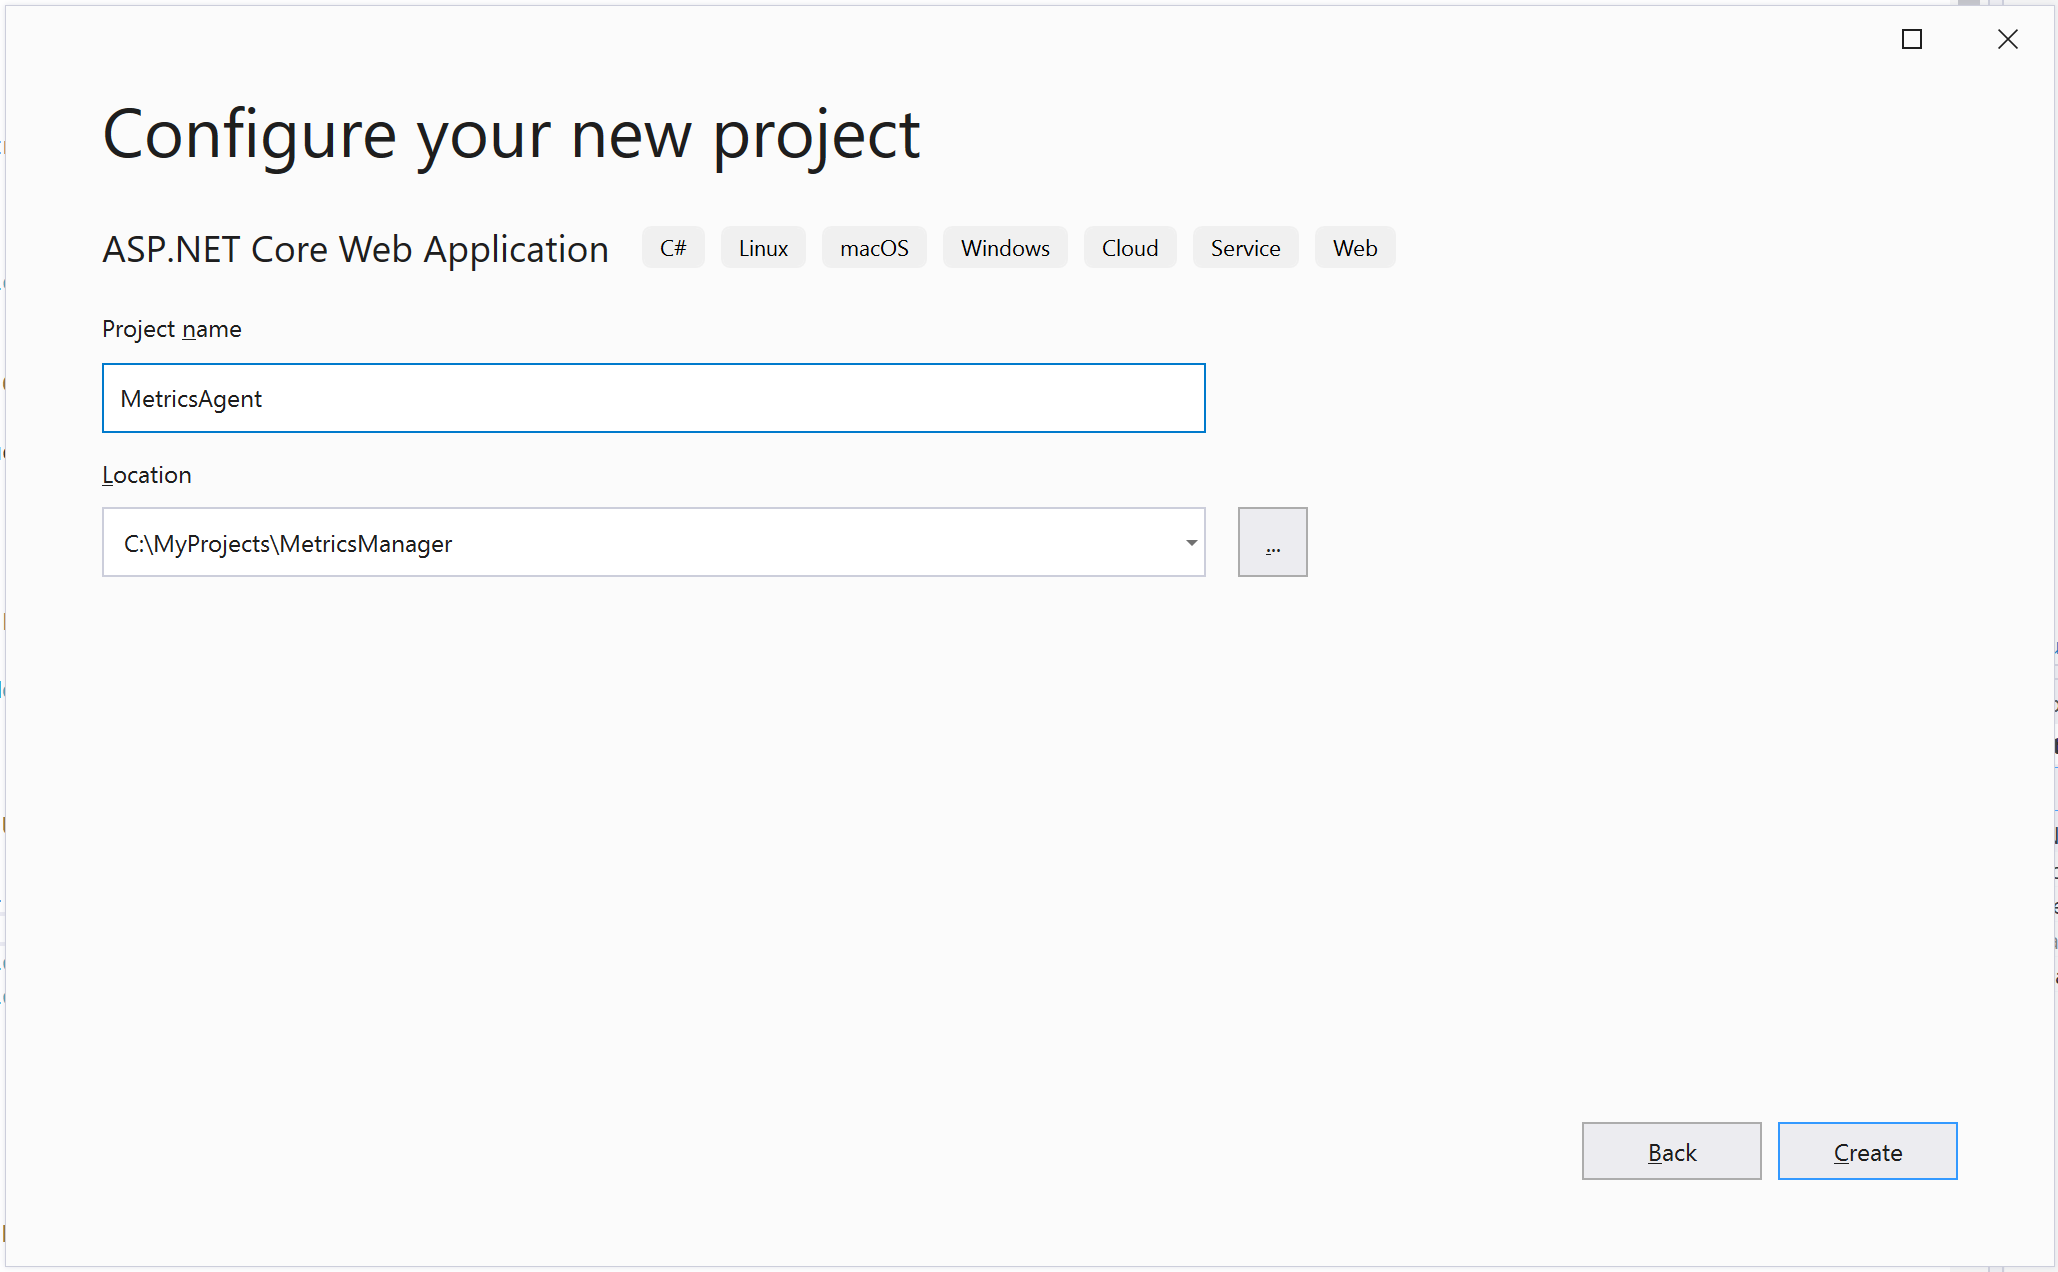 Configure your new project
ASP.NET Core Web Application C# Linux macOS Windows Cloud Service Web
Project name
MetricsAgent
Location
C:\MyProjects\MetricsManager
...
Back Create